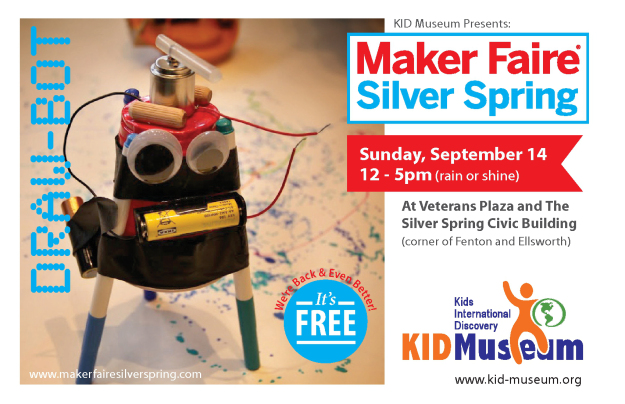 DRAW-BOT
KID Museum Presents:
Maker Faire®
Silver Spring
Sunday, September 14
12 - 5pm (rain or shine)
At Veterans Plaza and The
Silver Spring Civic Building
(corner of Fenton and Ellsworth)
We're Back & Even Better!
It's
FREE
Kids
International
Discovery
KID Museum
www.makerfairesilverspring.com
www.kid-museum.org